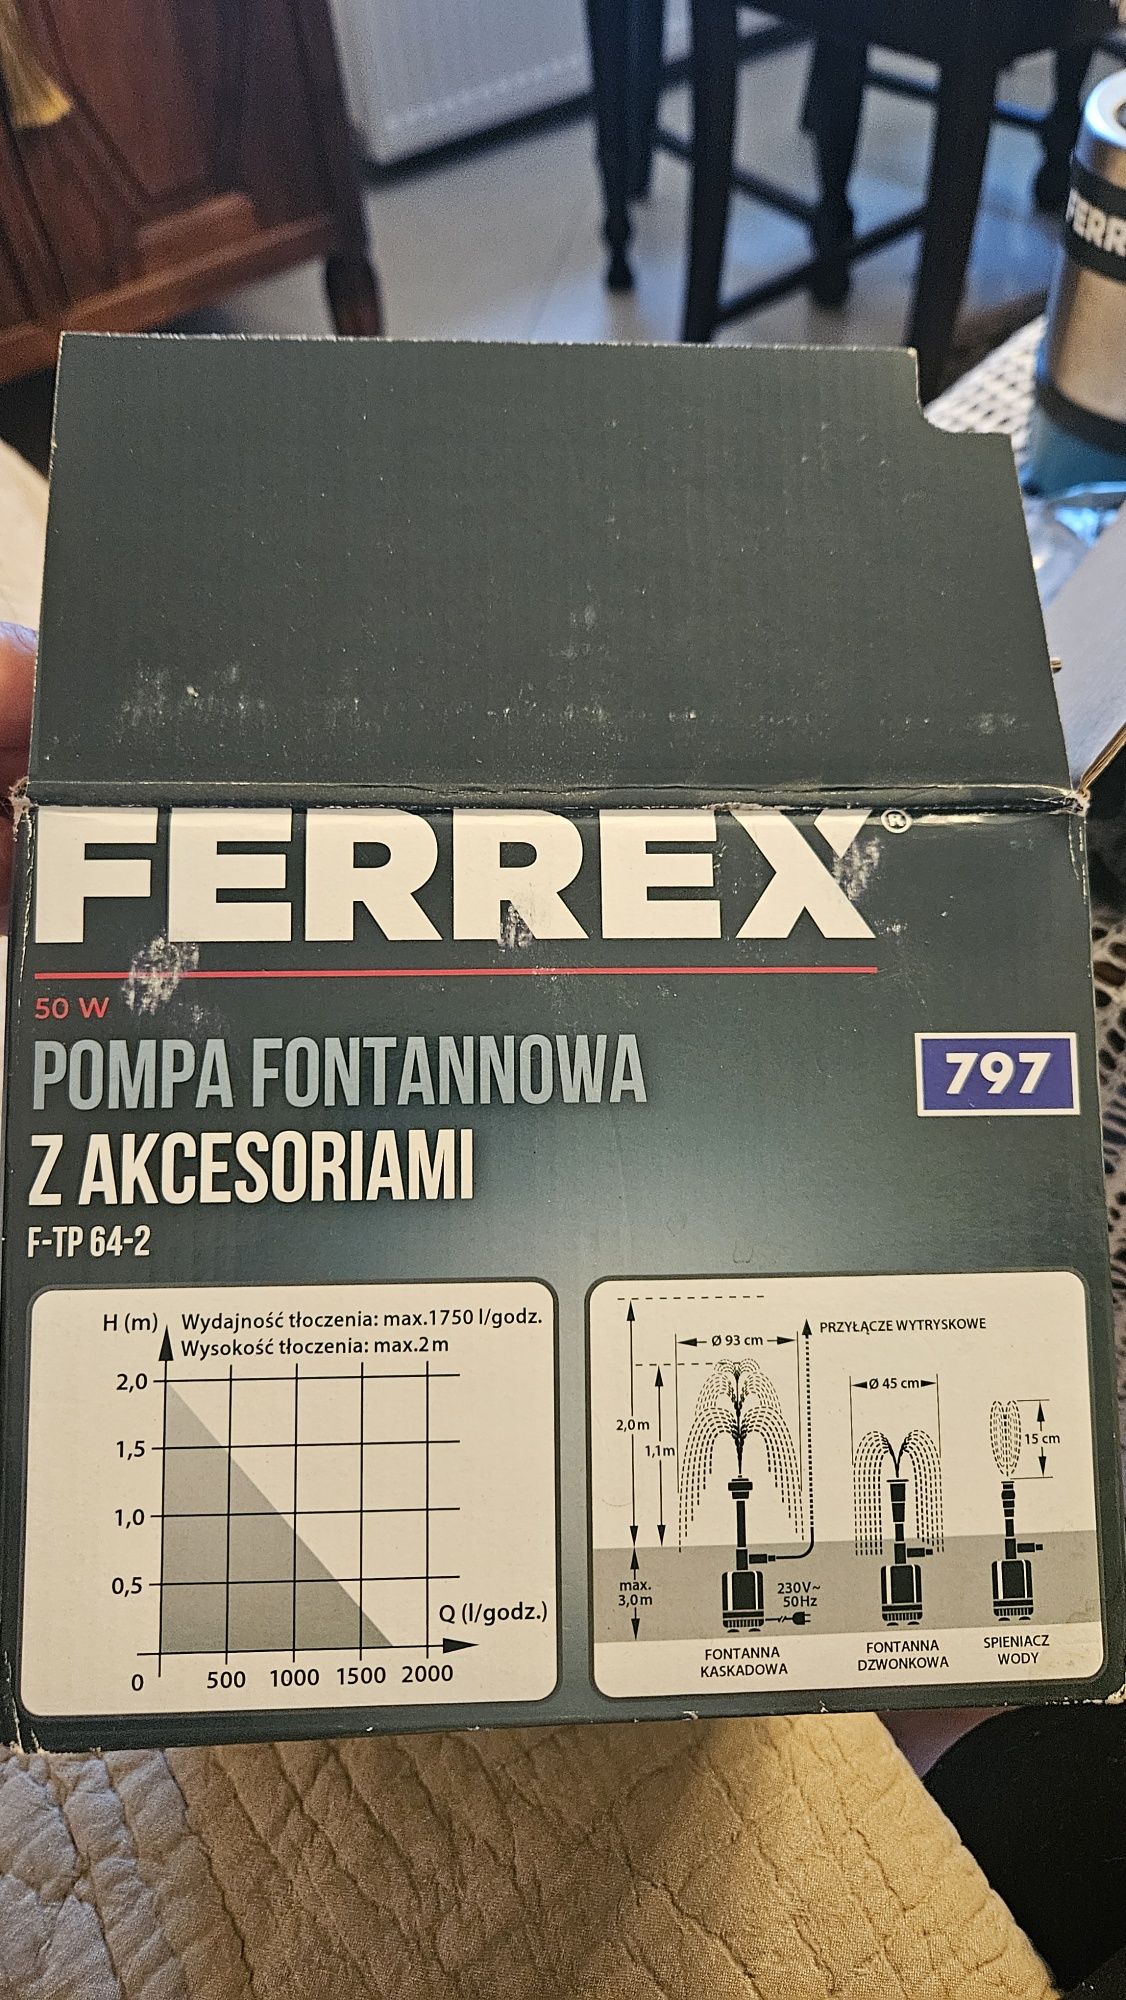 FERR
FERREX®
50 W
POMPA FONTANNOWA
797
Z AKCESORIAMI
F-TP 64-2
H (m)
Wydajność tłoczenia: max.1750 l/godz.
Wysokość tłoczenia: max.2m
2,0
1,5
1,0
0,5
Q (l/godz.)
0
500
1000
1500
2000
PRZYŁĄCZE WYTRYSKOWE
Ø 93 cm
Ø 45 cm
2,0m
1,1m
15 cm
max.
3,0m
230V~
50Hz
FONTANNA
KASKADOWA
FONTANNA
DZWONKOWA
SPIENIACZ
WODY